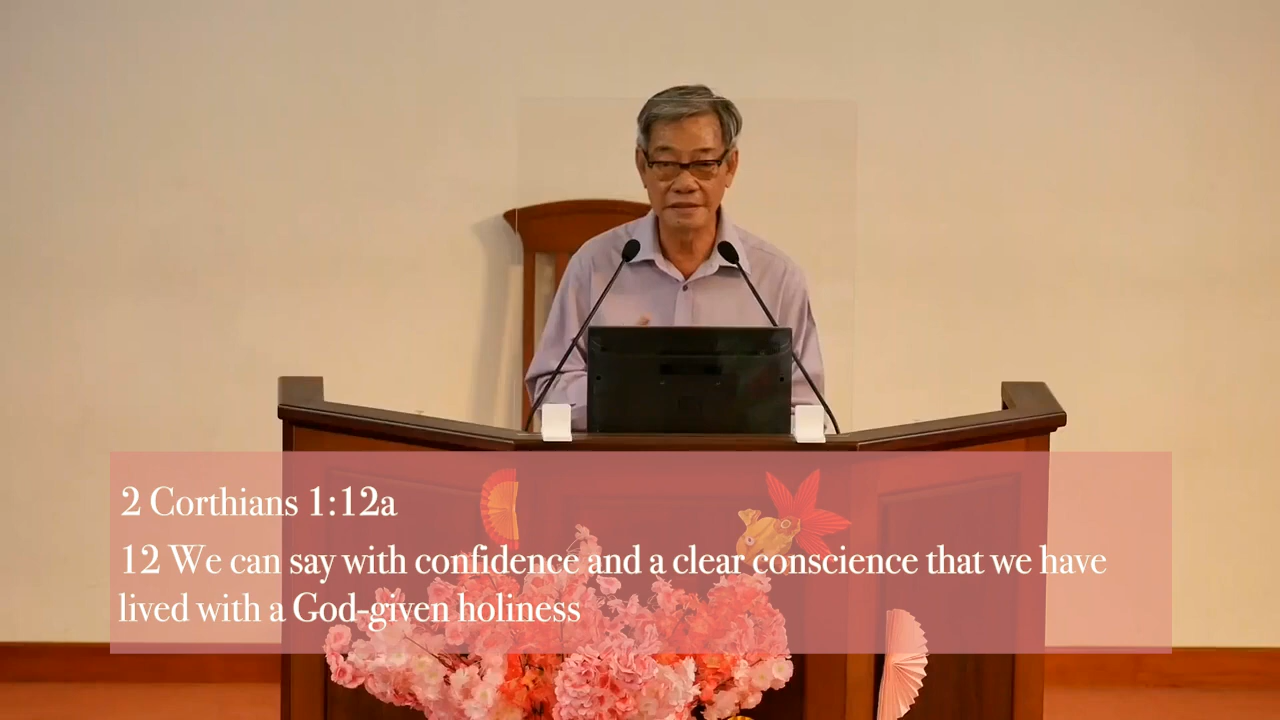 2 Corthians 1:12a
12 We can say with confidence and a clear conscience that we have
lived with a God-given holiness